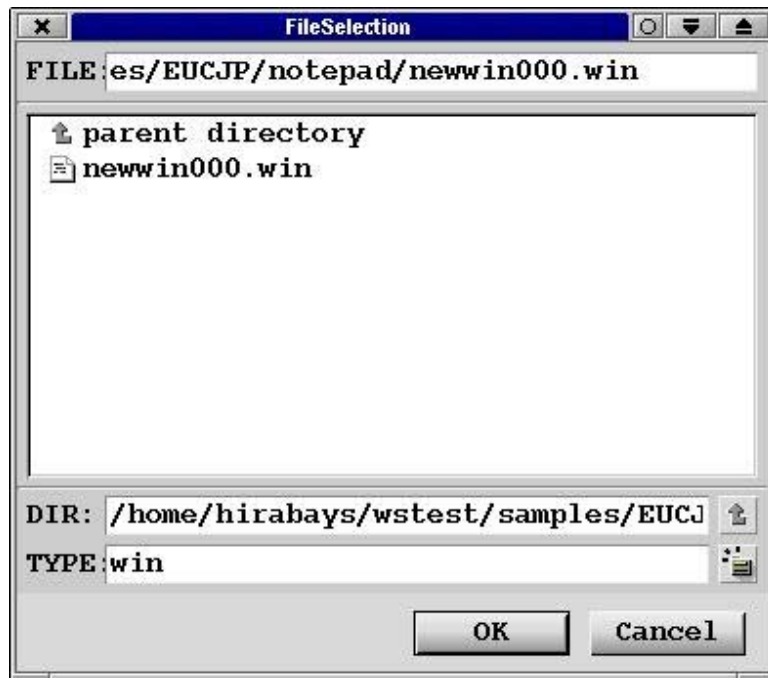 FileSelection
FILE:es/EUCJP/notepad/newwin000.win
parent directory
newwin000.win
DIR: /home/hirabays/wstest/samples/EUCJ
TYPE:win
OK Cancel